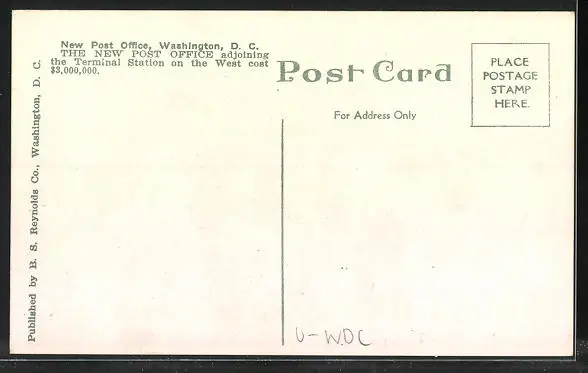 New Post Office, Washington, D. C.
THE NEW POST OFFICE adjoining
the Terminal Station on the West cost
$3,000,000.
Post Card
For Address Only
PLACE
POSTAGE
STAMP
HERE.
Published by B. S. Reynolds Co., Washington, D. C.
U-WDC